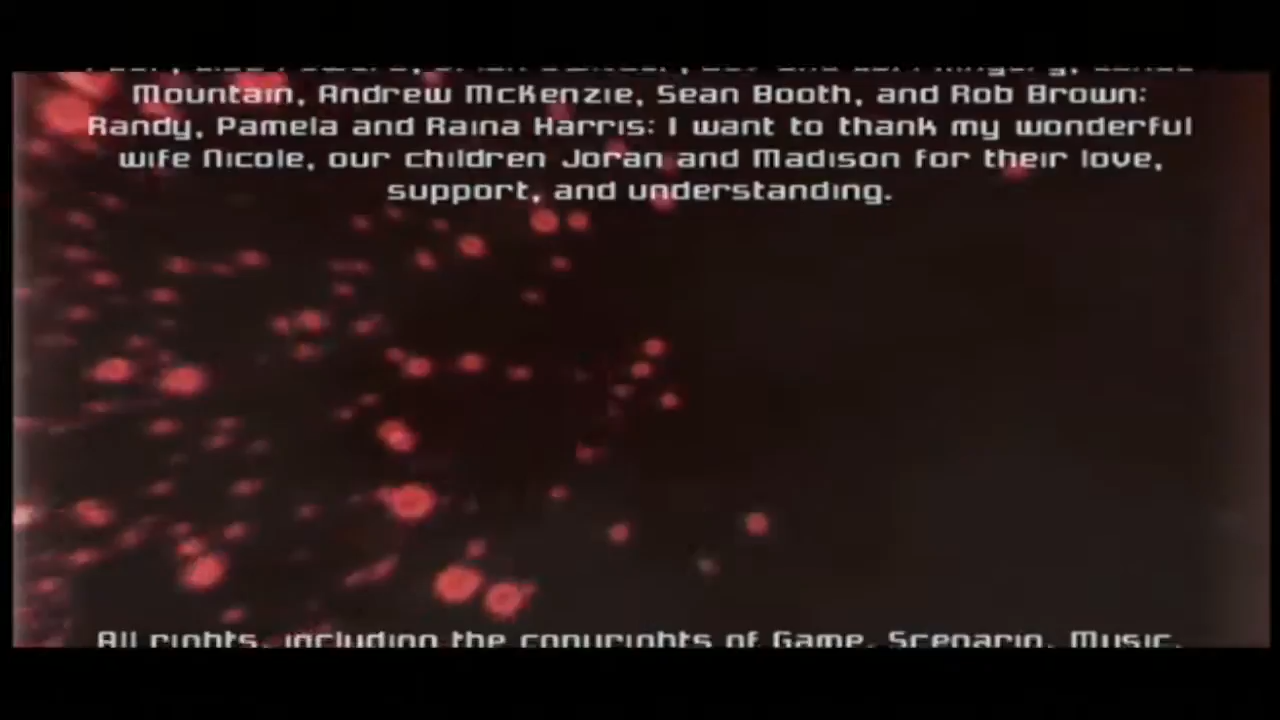 Mountain, Andrew McKenzie, Sean Booth, and Rob Brown:
Randy, Pamela and Raina Harris: I want to thank my wonderful
wife Nicole, our children Joran and Madison for their love,
support, and understanding.
All rights, including the copyrights of Game, Scenario, Music,